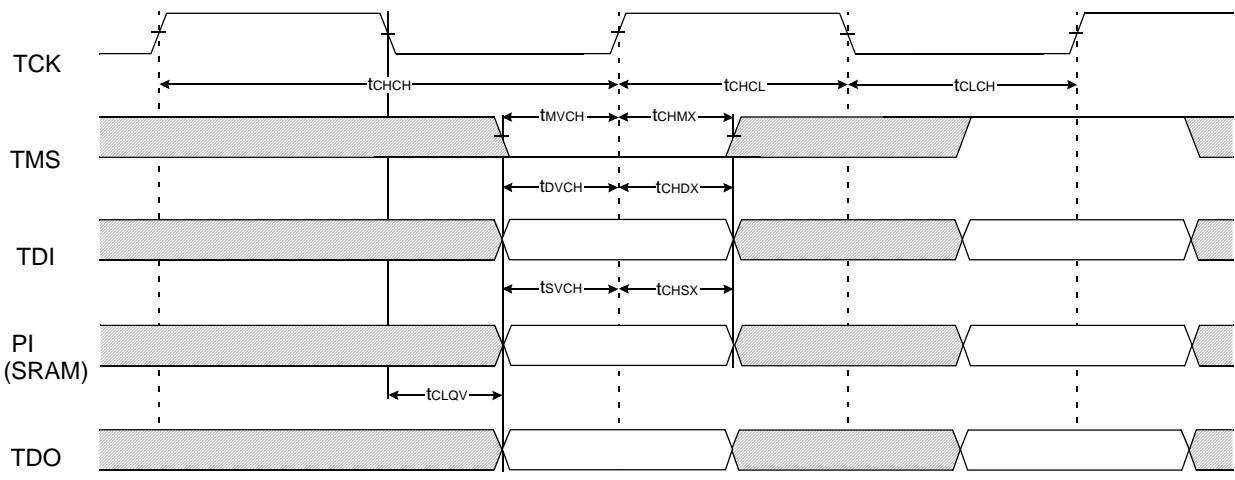 TCK
tCHCH
tCHCL
tCLCH
tMVCH
tCHMX
TMS
tDVCH
tCHDX
TDI
tSVCH
tCHSX
PI
(SRAM)
tCLQV
TDO